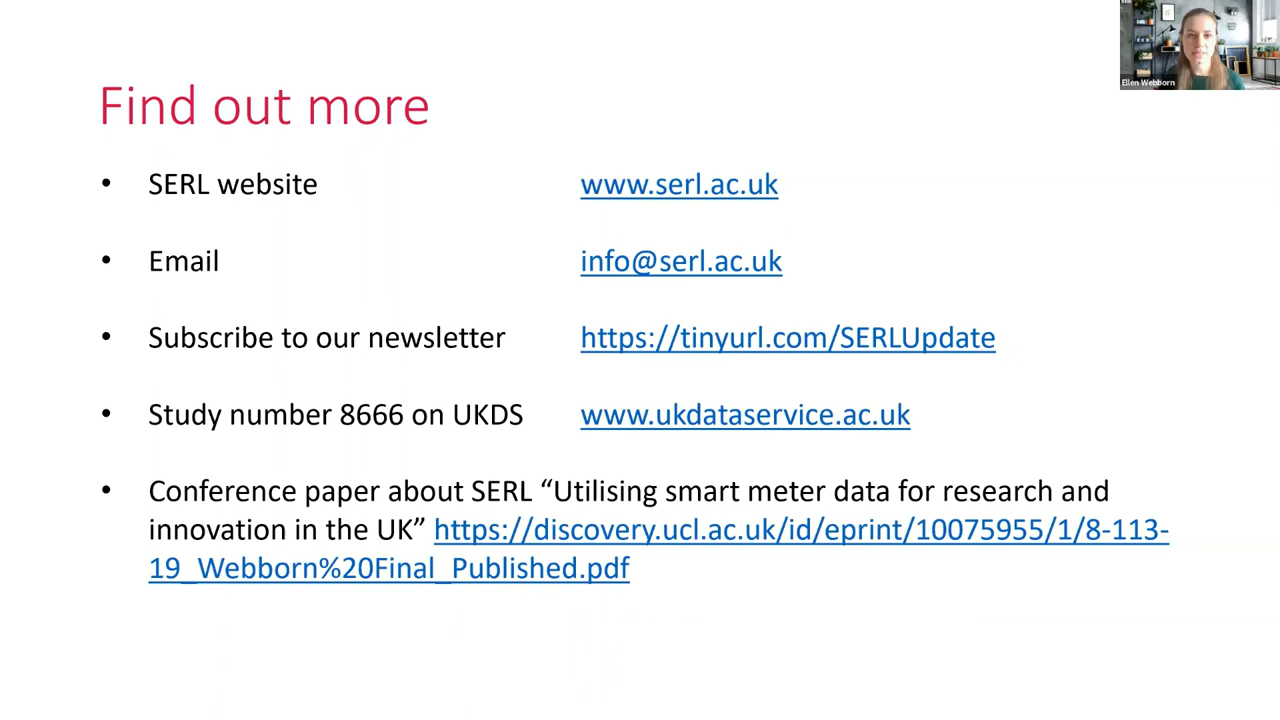 Ellen Webborn
Find out more
• SERL website www.serl.ac.uk
• Email info@serl.ac.uk
• Subscribe to our newsletter https://tinyurl.com/SERLUpdate
• Study number 8666 on UKDS www.ukdataservice.ac.uk
• Conference paper about SERL “Utilising smart meter data for research and
innovation in the UK” https://discovery.ucl.ac.uk/id/eprint/10075955/1/8-113-
19_Webborn%20Final_Published.pdf